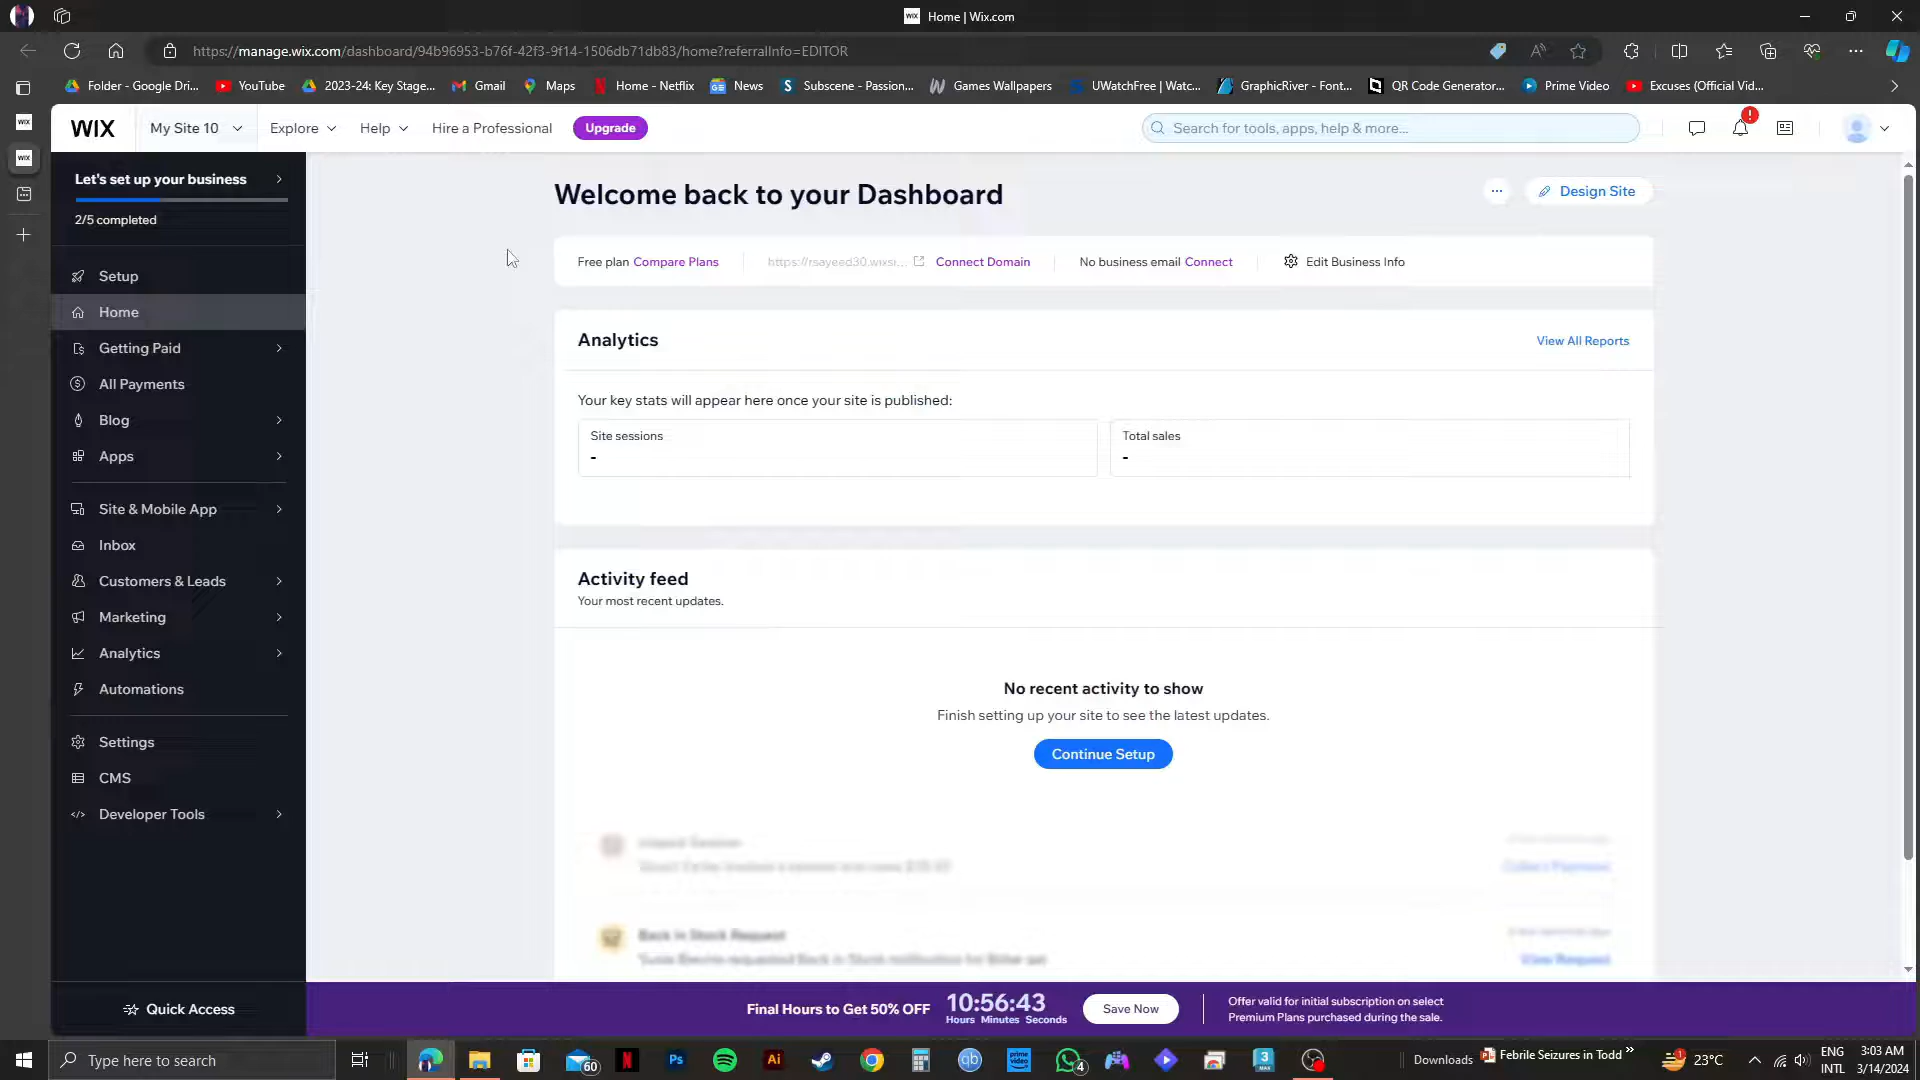 Home | Wix.com
https://manage.wix.com/dashboard/94b96953-b76f-42f3-9f14-1506db71db83/home?referralInfo=EDITOR
Folder - Google Dri... YouTube 2023-24: Key Stage... Gmail Maps Home - Netflix News Subscene - Passion... Games Wallpapers UWatchFree | Watc... GraphicRiver - Font... QR Code Generator... Prime Video Excuses (Official Vid...
WIX My Site 10 Explore Help Hire a Professional Upgrade Search for tools, apps, help & more...
Let's set up your business
2/5 completed
Setup
Home
Getting Paid
All Payments
Blog
Apps
Site & Mobile App
Inbox
Customers & Leads
Marketing
Analytics
Automations
Settings
CMS
Developer Tools
Quick Access
Welcome back to your Dashboard
Design Site
Free plan Compare Plans https://rsayeed30.wixsi... Connect Domain No business email Connect Edit Business Info
Analytics
View All Reports
Your key stats will appear here once your site is published:
Site sessions
-
Total sales
-
Activity feed
Your most recent updates.
No recent activity to show
Finish setting up your site to see the latest updates.
Continue Setup
Back in Stock Request
View Request
Final Hours to Get 50% OFF
10:56:43
Hours Minutes Seconds
Save Now
Offer valid for initial subscription on select
Premium Plans purchased during the sale.
Type here to search
60
4
Downloads
Febrile Seizures in Todd
23°C
ENG
INTL
3:03 AM
3/14/2024